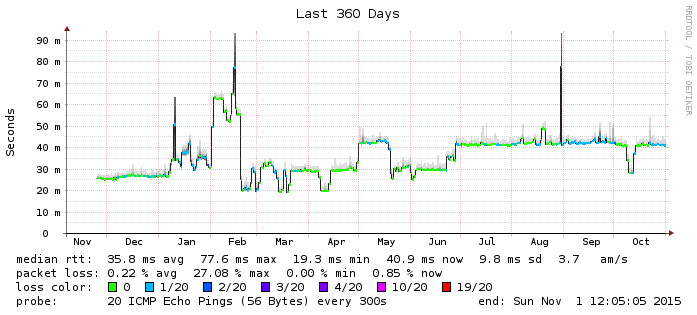 Last 360 Days
RRDTOOL / TOBI OETIKER
Seconds
90 m
80 m
70 m
60 m
50 m
40 m
30 m
20 m
10 m
0
Nov Dec Jan Feb Mar Apr May Jun Jul Aug Sep Oct
median rtt: 35.8 ms avg 77.6 ms max 19.3 ms min 40.9 ms now 9.8 ms sd 3.7 am/s
packet loss: 0.22 % avg 27.08 % max 0.00 % min 0.85 % now
loss color: 0 1/20 2/20 3/20 4/20 10/20 19/20
probe: 20 ICMP Echo Pings (56 Bytes) every 300s end: Sun Nov 1 12:05:05 2015